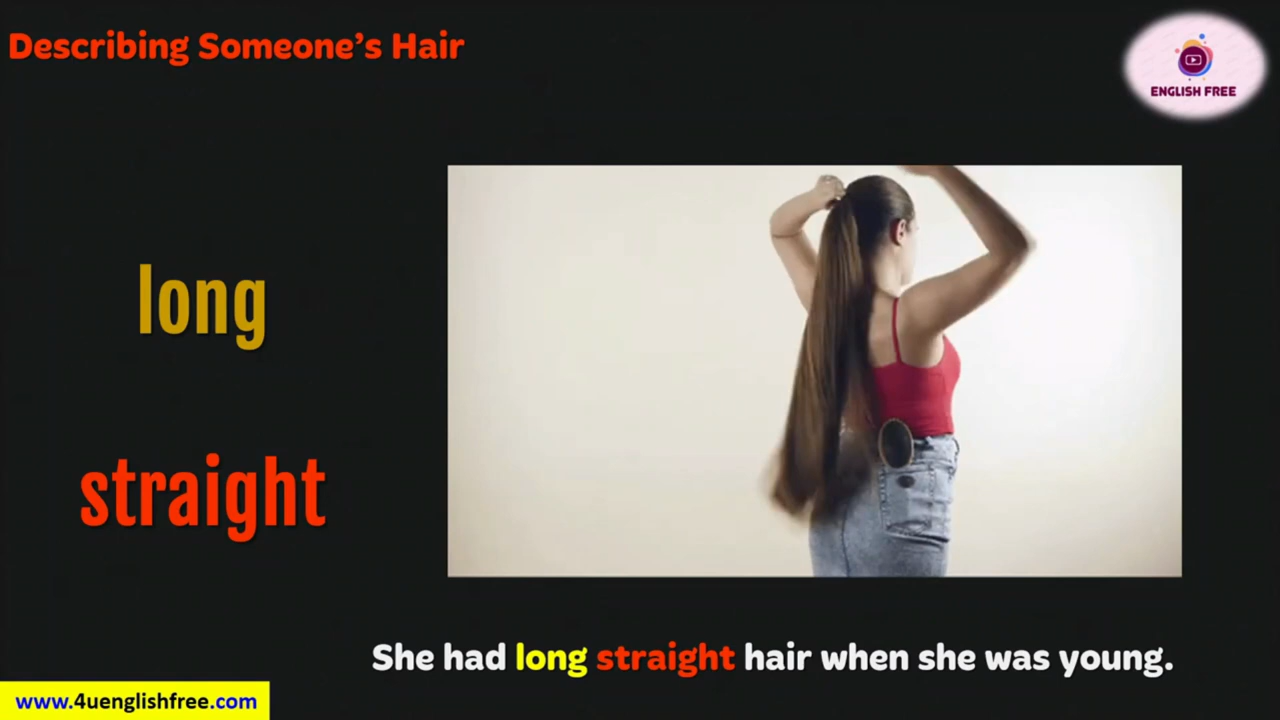 Describing Someone’s Hair
ENGLISH FREE
long
straight
She had long straight hair when she was young.
www.4uenglishfree.com